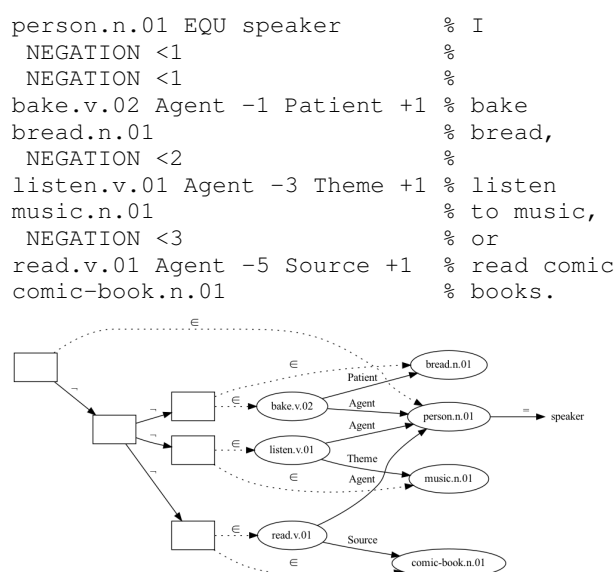 person.n.01 EQU speaker % I
NEGATION <1 %
NEGATION <1 %
bake.v.02 Agent -1 Patient +1 % bake
bread.n.01 % bread,
NEGATION <2 %
listen.v.01 Agent -3 Theme +1 % listen
music.n.01 % to music,
NEGATION <3 % or
read.v.01 Agent -5 Source +1 % read comic
comic-book.n.01 % books.
∈
∈
bread.n.01
Patient
¬
¬
∈
bake.v.02
Agent
person.n.01
=
speaker
Agent
¬
∈
listen.v.01
Theme
¬
∈
Agent
music.n.01
∈
read.v.01
Source
∈
comic-book.n.01